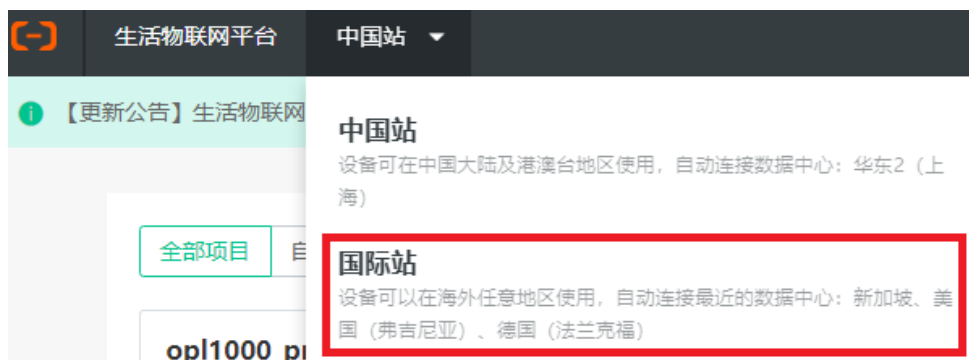 生活物联网平台 中国站
【更新公告】生活物联网
中国站
设备可在中国大陆及港澳台地区使用，自动连接数据中心：华东2（上
海）
全部项目 自
国际站
设备可以在海外任意地区使用，自动连接最近的数据中心：新加坡、美
国（弗吉尼亚）、德国（法兰克福）
opl1000 pr